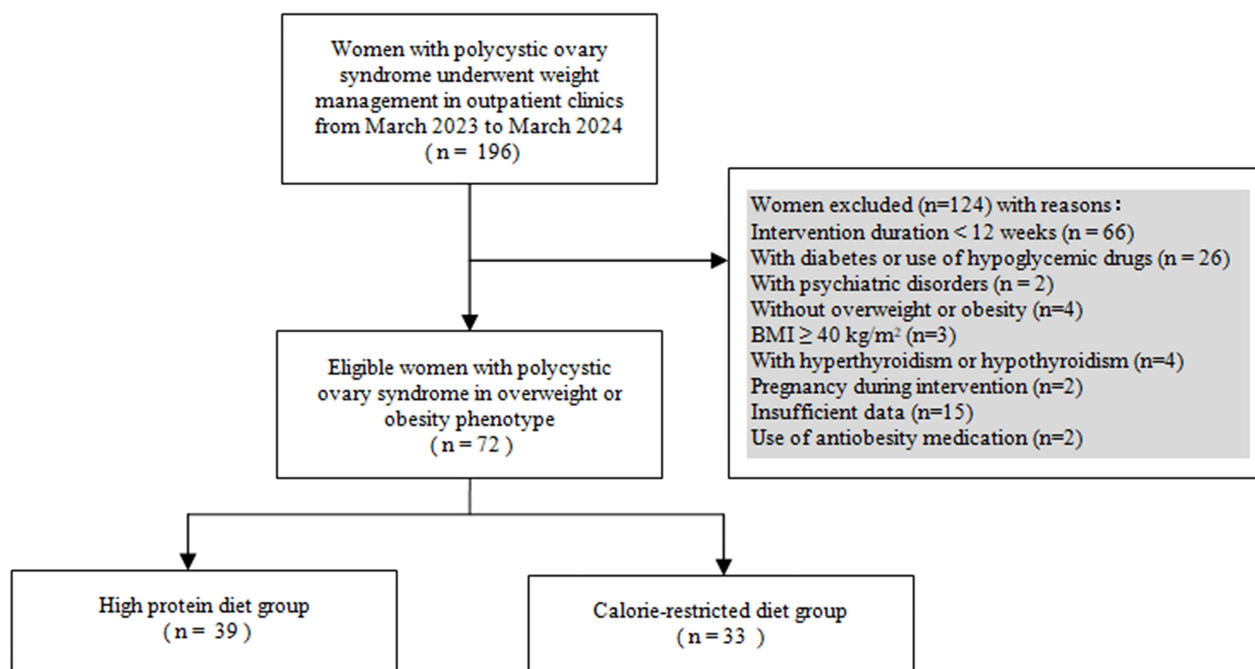 Women with polycystic ovary
syndrome underwent weight
management in outpatient clinics
from March 2023 to March 2024
( n = 196)
Women excluded (n=124) with reasons：
Intervention duration < 12 weeks (n = 66)
With diabetes or use of hypoglycemic drugs (n = 26)
With psychiatric disorders (n = 2)
Without overweight or obesity (n=4)
BMI ≥ 40 kg/m² (n=3)
With hyperthyroidism or hypothyroidism (n=4)
Pregnancy during intervention (n=2)
Insufficient data (n=15)
Use of antiobesity medication (n=2)
Eligible women with polycystic
ovary syndrome in overweight or
obesity phenotype
( n = 72 )
High protein diet group
( n = 39 )
Calorie-restricted diet group
( n = 33 )